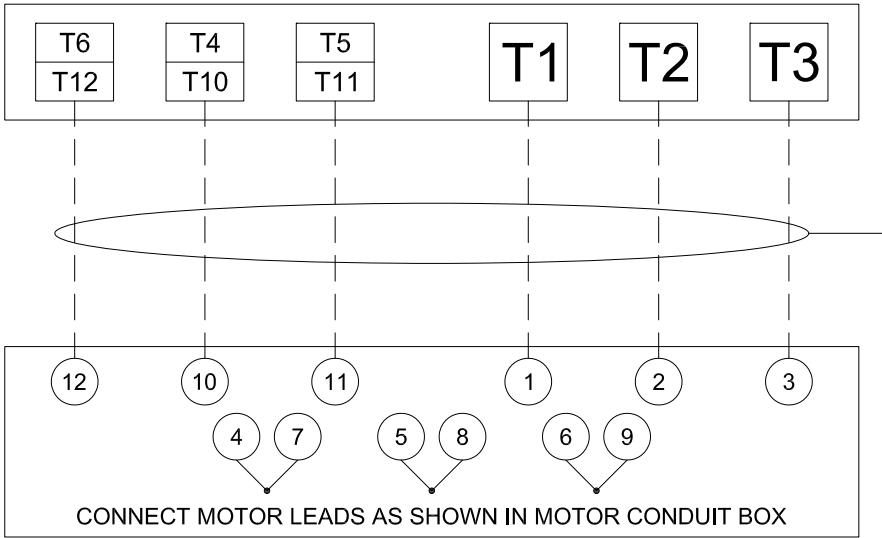 T6 T4 T5 T1 T2 T3
T12 T10 T11
12 10 11 1 2 3
4 7 5 8 6 9
CONNECT MOTOR LEADS AS SHOWN IN MOTOR CONDUIT BOX